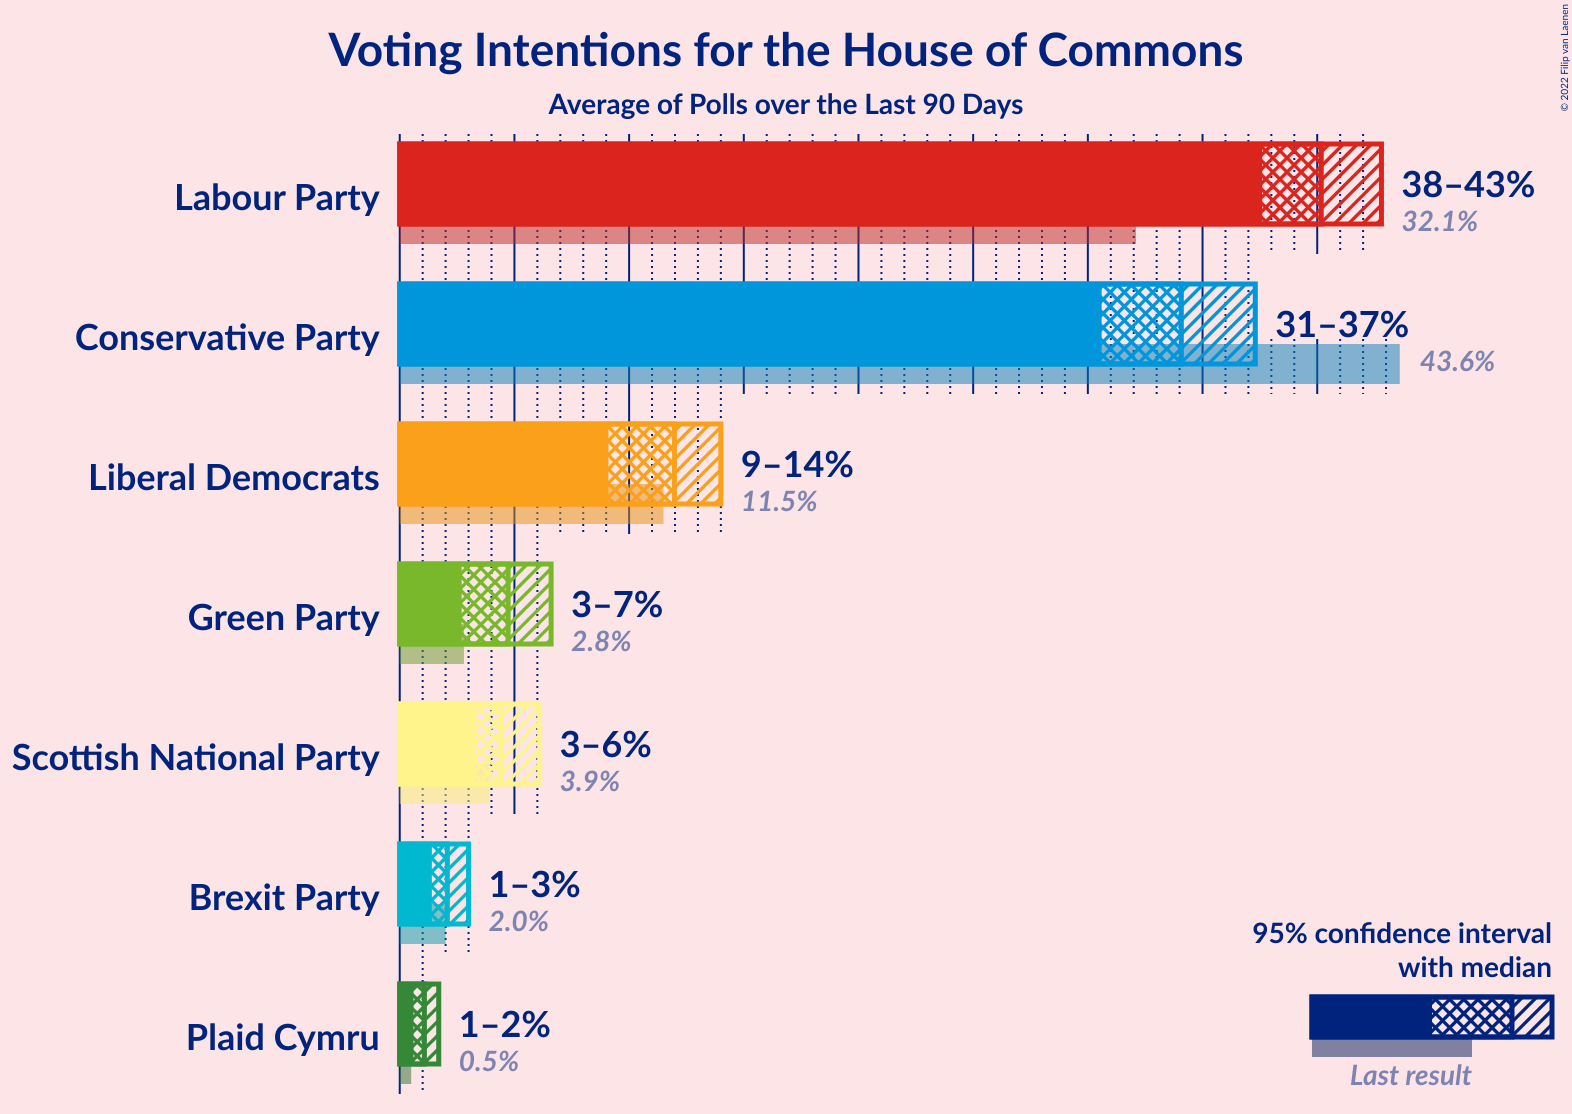 Voting Intentions for the House of Commons
Average of Polls over the Last 90 Days
© 2022 Filip van Laenen
Labour Party
38–43%
32.1%
Conservative Party
31–37%
43.6%
Liberal Democrats
9–14%
11.5%
Green Party
3–7%
2.8%
Scottish National Party
3–6%
3.9%
Brexit Party
1–3%
2.0%
Plaid Cymru
1–2%
0.5%
95% confidence interval
with median
Last result